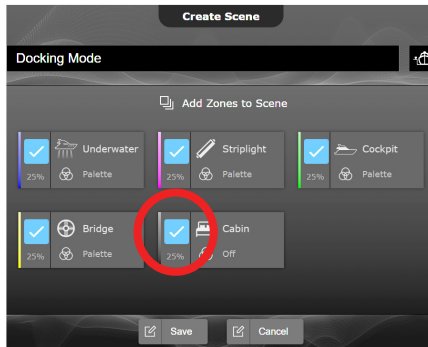 Create Scene
Docking Mode
Add Zones to Scene
Underwater
25% Palette
Striplight
25% Palette
Cockpit
25% Palette
Bridge
25% Palette
Cabin
25% Off
Save Cancel